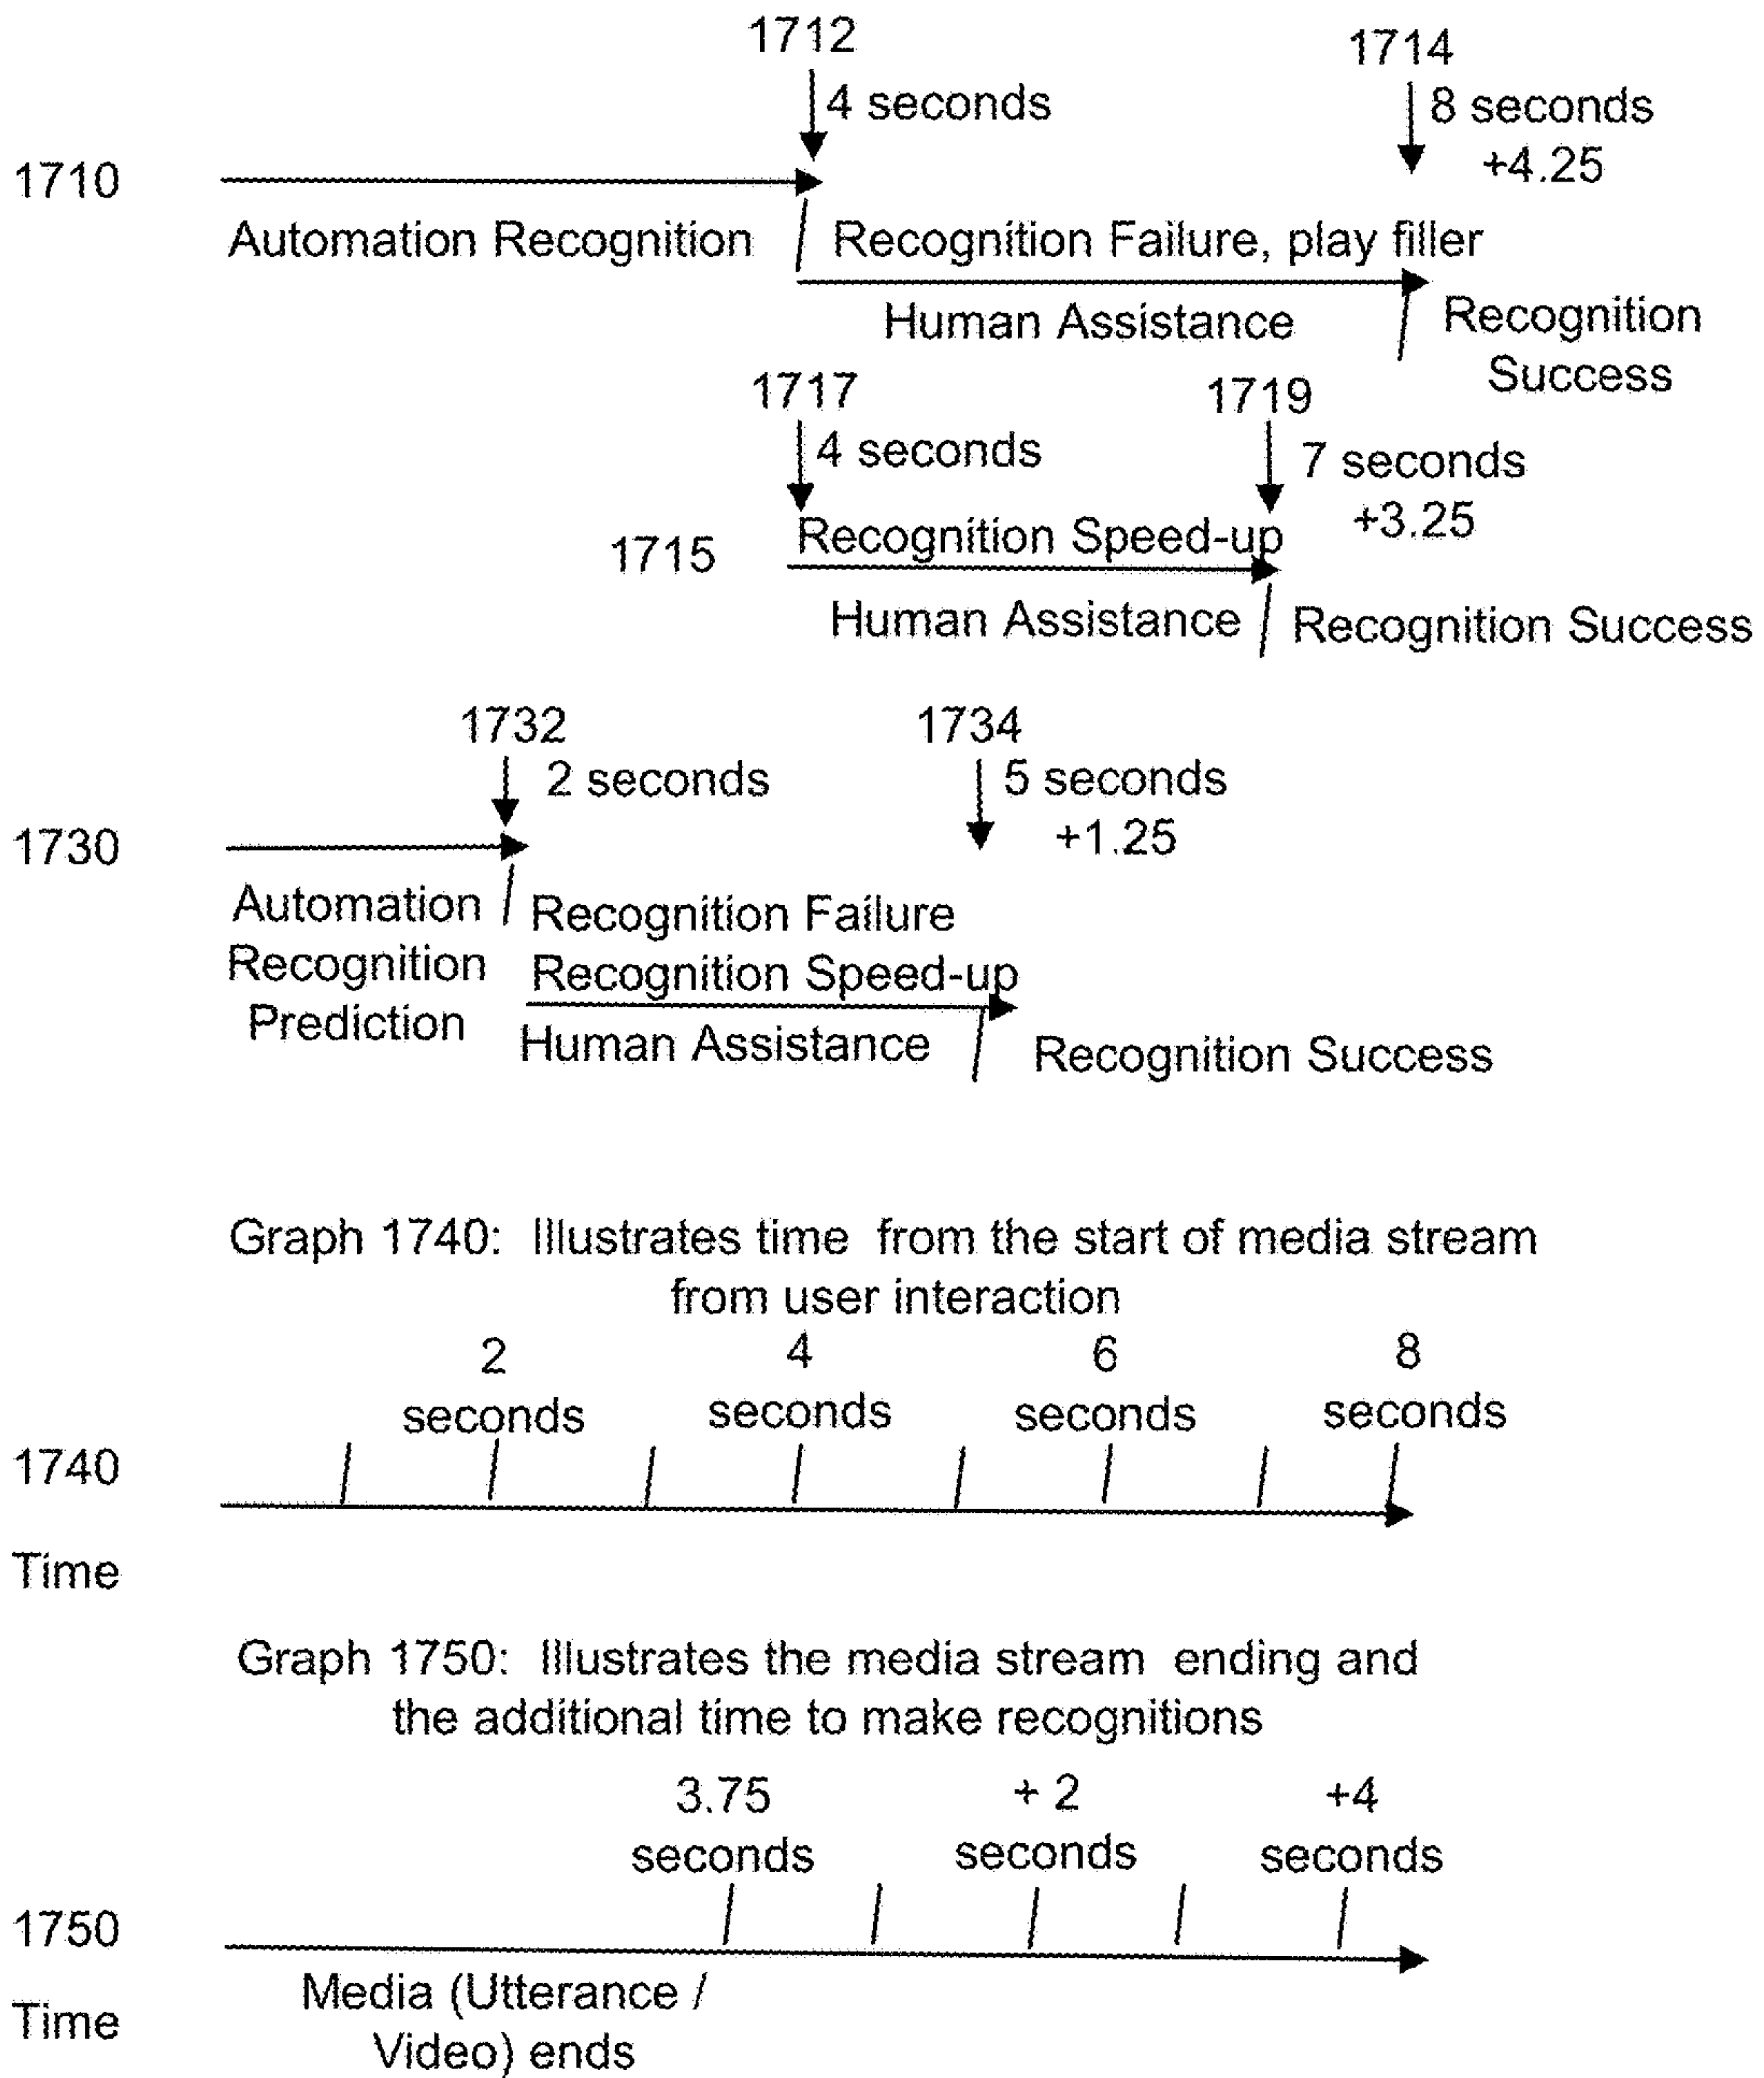 1712
1714
4 seconds
8 seconds
+4.25
1710
Automation Recognition
Recognition Failure, play filler
Human Assistance
Recognition
Success
1717
1719
4 seconds
7 seconds
+3.25
1715
Recognition Speed-up
Human Assistance
Recognition Success
1732
1734
2 seconds
5 seconds
+1.25
1730
Automation
Recognition
Prediction
Recognition Failure
Recognition Speed-up
Human Assistance
Recognition Success
Graph 1740: Illustrates time from the start of media stream
from user interaction
2
seconds
4
seconds
6
seconds
8
seconds
1740
Time
Graph 1750: Illustrates the media stream ending and
the additional time to make recognitions
3.75
seconds
+ 2
seconds
+4
seconds
1750
Time
Media (Utterance /
Video) ends